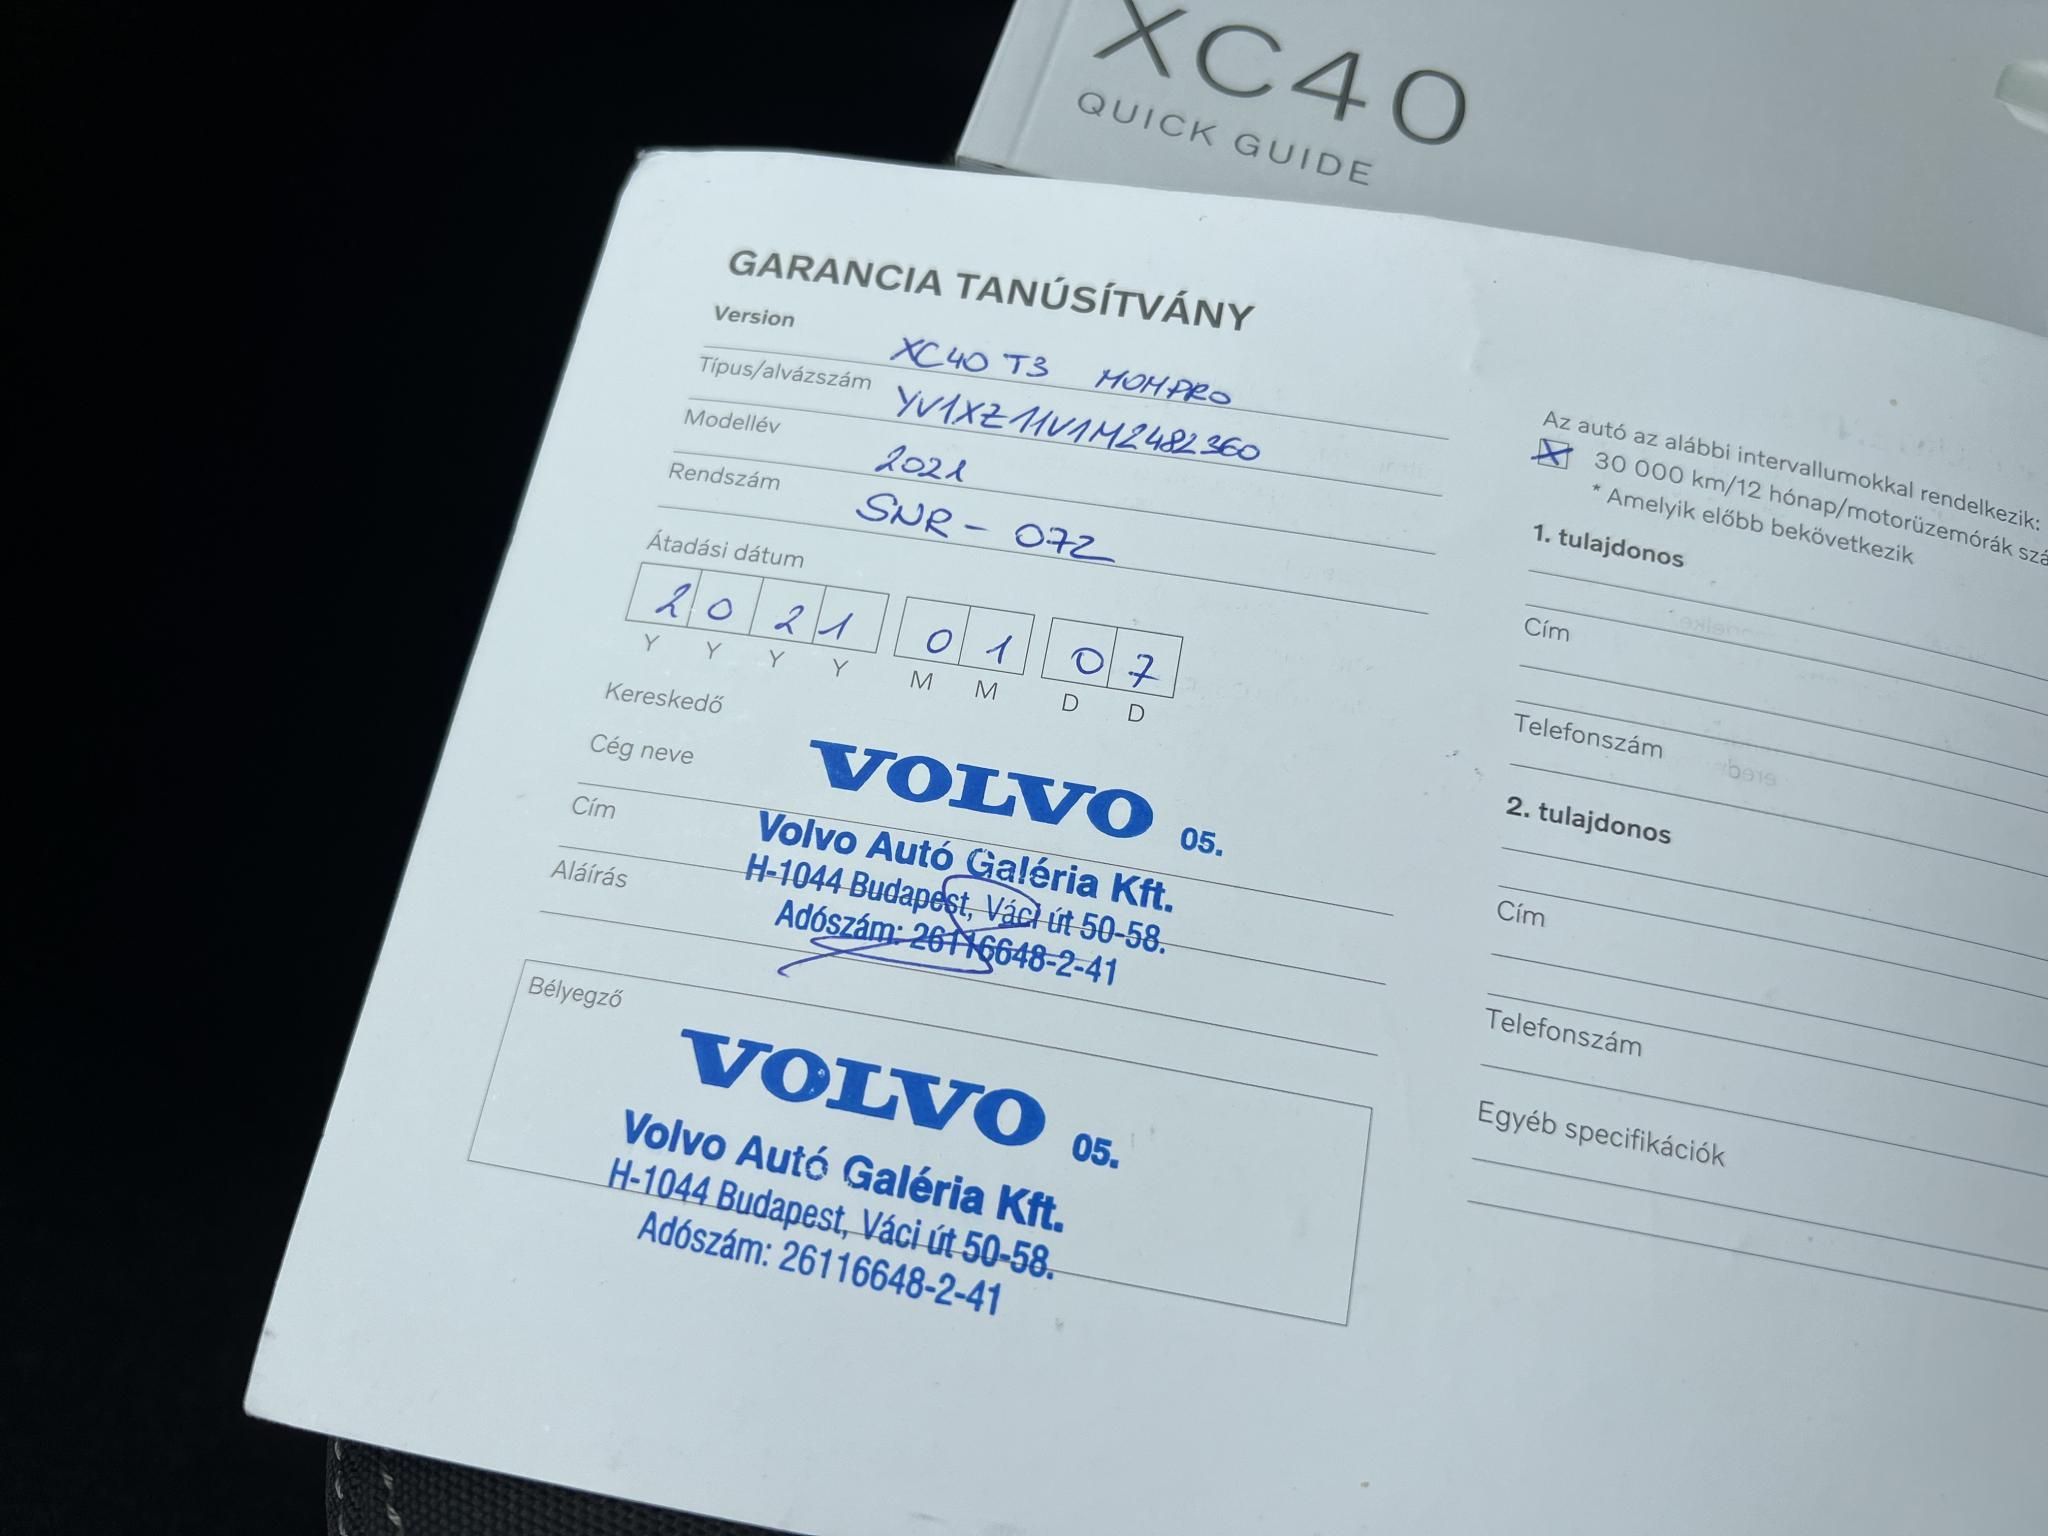 XC40
QUICK GUIDE
GARANCIA TANÚSÍTVÁNY
Version XC40 T3 MOMPRO
Típus/alvázszám YV1XZ11V1M2482360
Modellév 2021
Rendszám SNR - 072
Átadási dátum
2021 01 07
Y Y Y Y M M D D
Kereskedő
Cég neve
Cím
Aláírás
VOLVO 05.
Volvo Autó Galéria Kft.
H-1044 Budapest, Váci út 50-58.
Adószám: 26116648-2-41
Bélyegző
VOLVO 05.
Volvo Autó Galéria Kft.
H-1044 Budapest, Váci út 50-58.
Adószám: 26116648-2-41
Az autó az alábbi intervallumokkal rendelkezik:
X 30 000 km/12 hónap/motorüzemórák
* Amelyik előbb bekövetkezik
1. tulajdonos
Cím
Telefonszám
2. tulajdonos
Cím
Telefonszám
Egyéb specifikációk